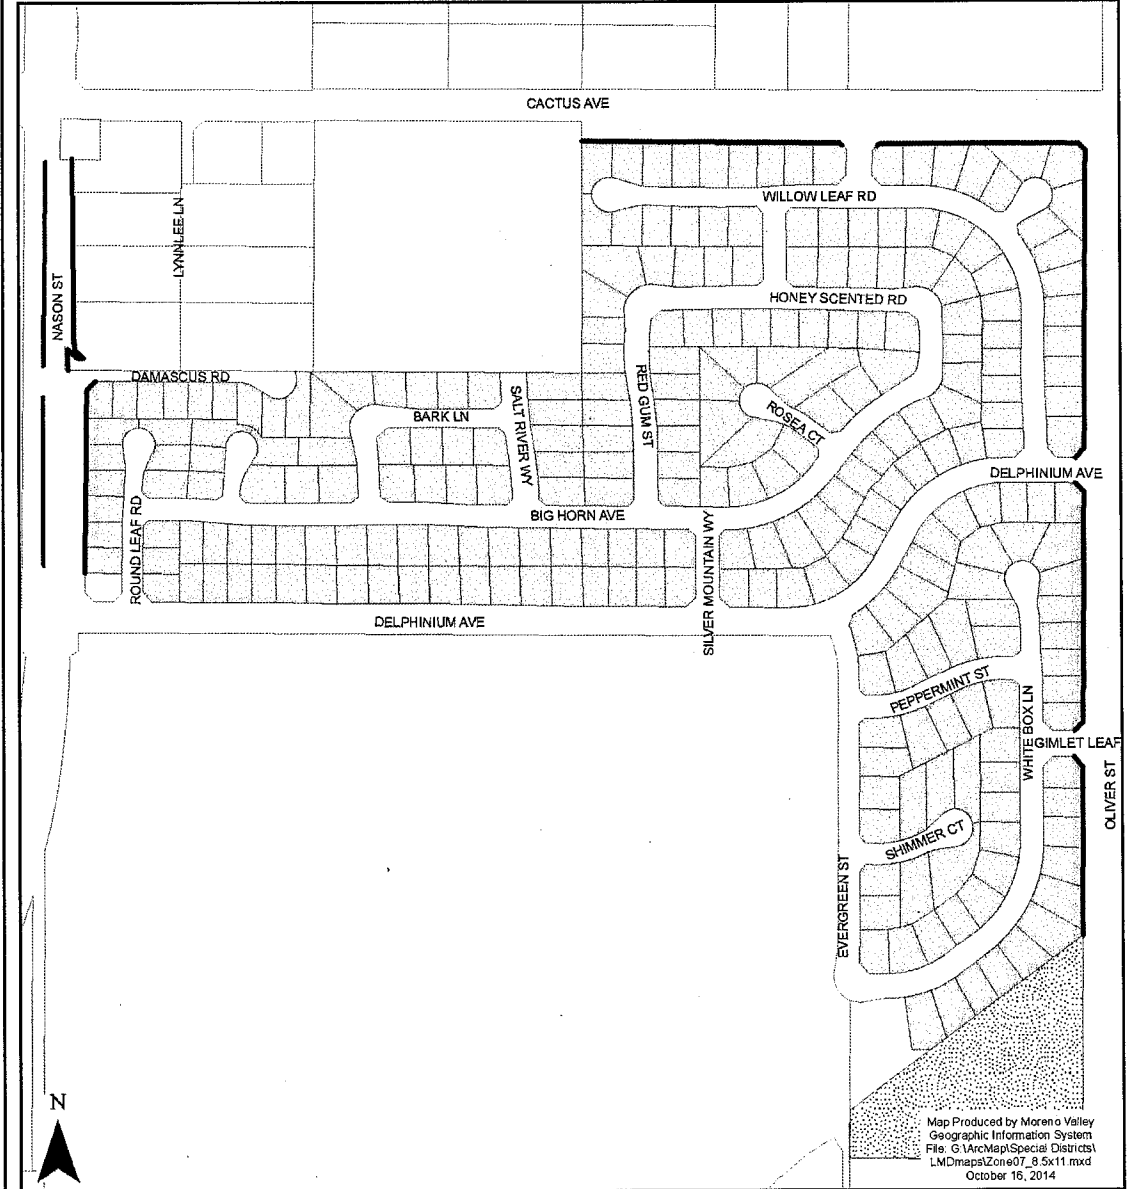 CACTUS AVE
WILLOW LEAF RD
LYNNLEE LN
NASON ST
HONEY SCENTED RD
DAMASCUS RD
RED GUM ST
BARK LN
SALT RIVER WY
ROSEA CT
DELPHINIUM AVE
ROUND LEAF RD
BIG HORN AVE
SILVER MOUNTAIN WY
DELPHINIUM AVE
PEPPERMINT ST
WHITE BOX LN
GIMLET LEAF
OLIVER ST
SHIMMER CT
EVERGREEN ST
N
Map Produced by Moreno Valley
Geographic Information System
File: G:\ArcMap\Special Districts\
LMDmaps\Zone07_8.5x11.mxd
October 16, 2014